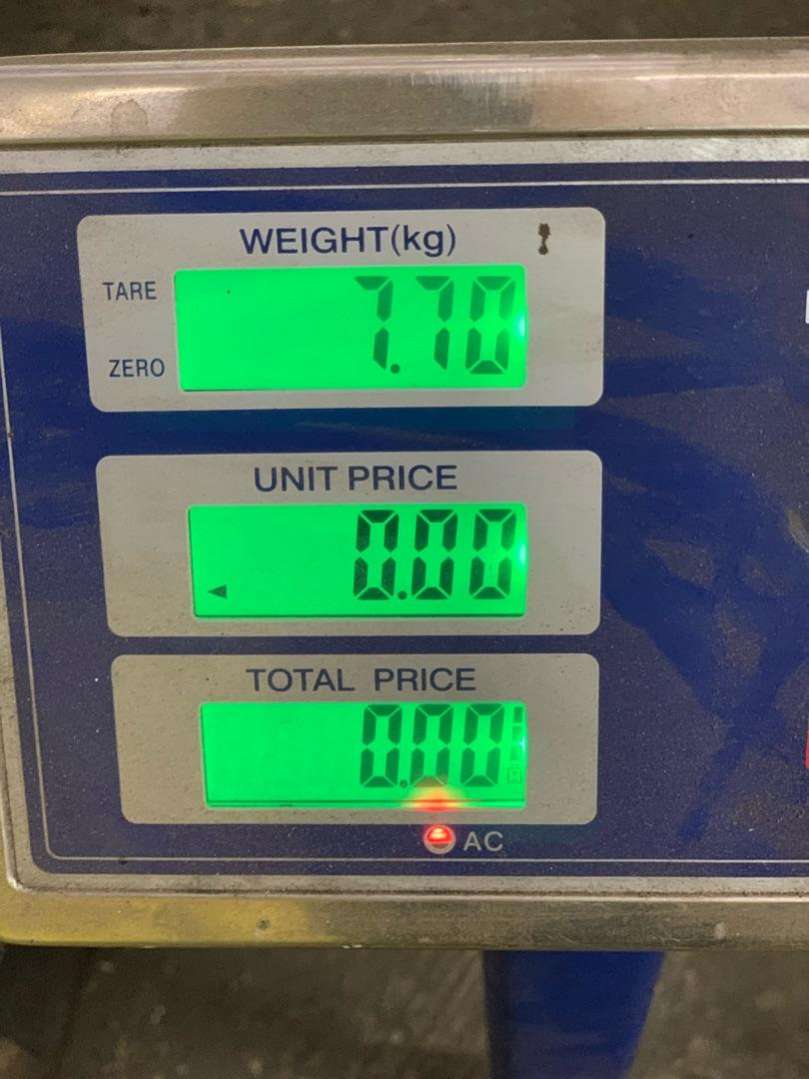 WEIGHT(kg)
TARE
7.70
ZERO
UNIT PRICE
0.00
TOTAL PRICE
0.00
AC